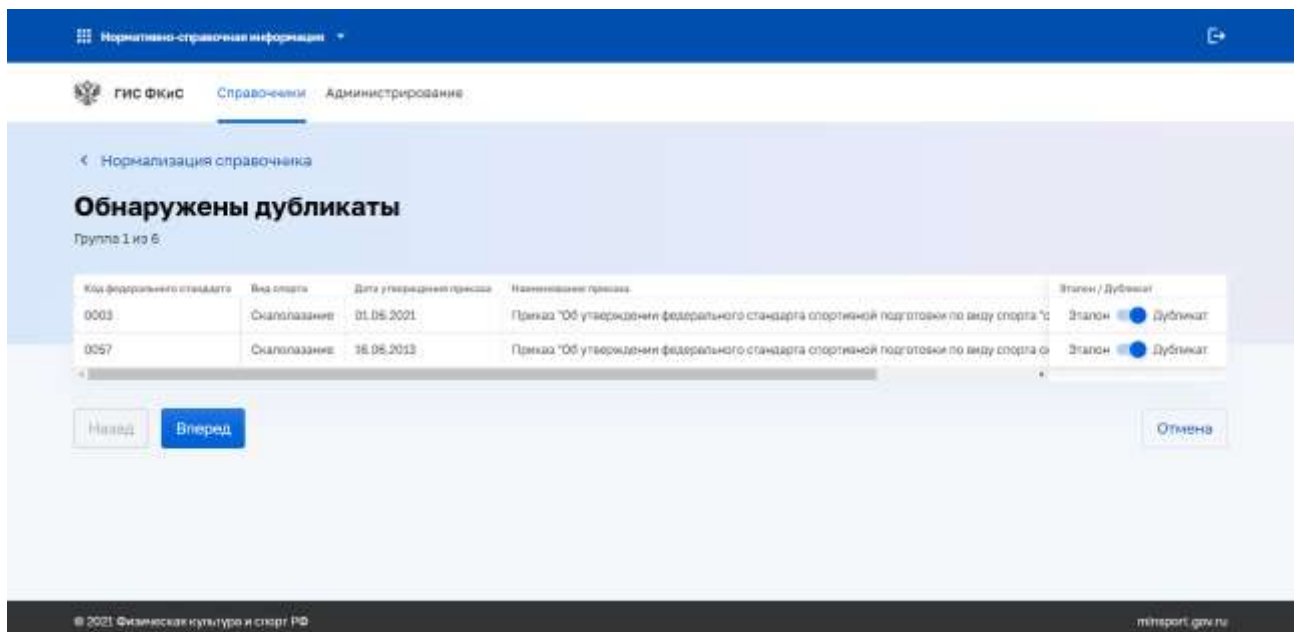 Нормативно-справочная информация
ГИС ФКиС Справочники Администрирование
Нормализация справочника
Обнаружены дубликаты
Группа 1 из 6
Код федерального стандарта Вид спорта Дата утверждения приказа Наименование приказа Эталон / Дубликат
0003 Скалолазание 01.06.2021 Приказ "Об утверждении федерального стандарта спортивной подготовки по виду спорта "с Эталон Дубликат
0057 Скалолазание 16.06.2013 Приказ "Об утверждении федерального стандарта спортивной подготовки по виду спорта ск Эталон Дубликат
Назад Вперед Отмена
© 2021 Физическая культура и спорт РФ minsport.gov.ru